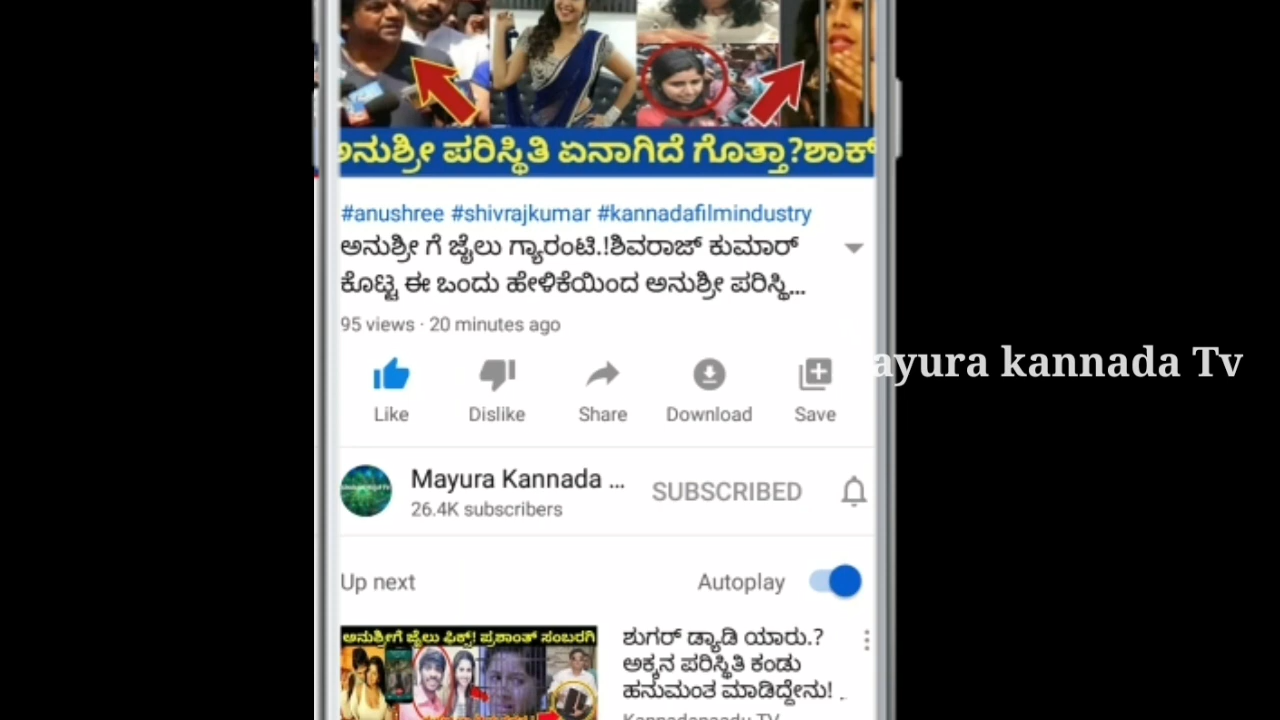 ಅನುಶ್ರೀ ಪರಿಸ್ಥಿತಿ ಏನಾಗಿದೆ ಗೊತ್ತಾ?ಶಾಕ್
#anushree #shivrajkumar #kannadafilmindustry
ಅನುಶ್ರೀ ಗೆ ಜೈಲು ಗ್ಯಾರಂಟಿ.!ಶಿವರಾಜ್ ಕುಮಾರ್
ಕೊಟ್ಟ ಈ ಒಂದು ಹೇಳಿಕೆಯಿಂದ ಅನುಶ್ರೀ ಪರಿಸ್ಥಿ...
95 views · 20 minutes ago
ayura kannada Tv
Like Dislike Share Download Save
Mayura Kannada ... SUBSCRIBED
26.4K subscribers
Up next Autoplay
ಅನುಶ್ರೀಗೆ ಜೈಲು ಫಿಕ್ಸ್! ಪ್ರಶಾಂತ್ ಸಂಬರಗಿ
ಶುಗರ್ ಡ್ಯಾಡಿ ಯಾರು.?
ಅಕ್ಕನ ಪರಿಸ್ಥಿತಿ ಕಂಡು
ಹನುಮಂತ ಮಾಡಿದ್ದೇನು! ..
Kannadanaadu TV